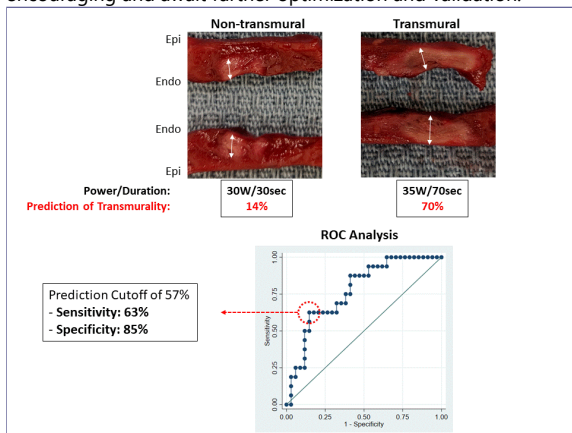 encouraging and await further optimization and validation.
Non-transmural Transmural
Epi
Endo
Endo
Epi
Power/Duration: 30W/30sec 35W/70sec
Prediction of Transmurality: 14% 70%
ROC Analysis
Prediction Cutoff of 57%
- Sensitivity: 63%
- Specificity: 85%
Sensitivity
1.00
0.75
0.50
0.25
0.00
0.00 0.25 0.50 0.75 1.00
1 - Specificity